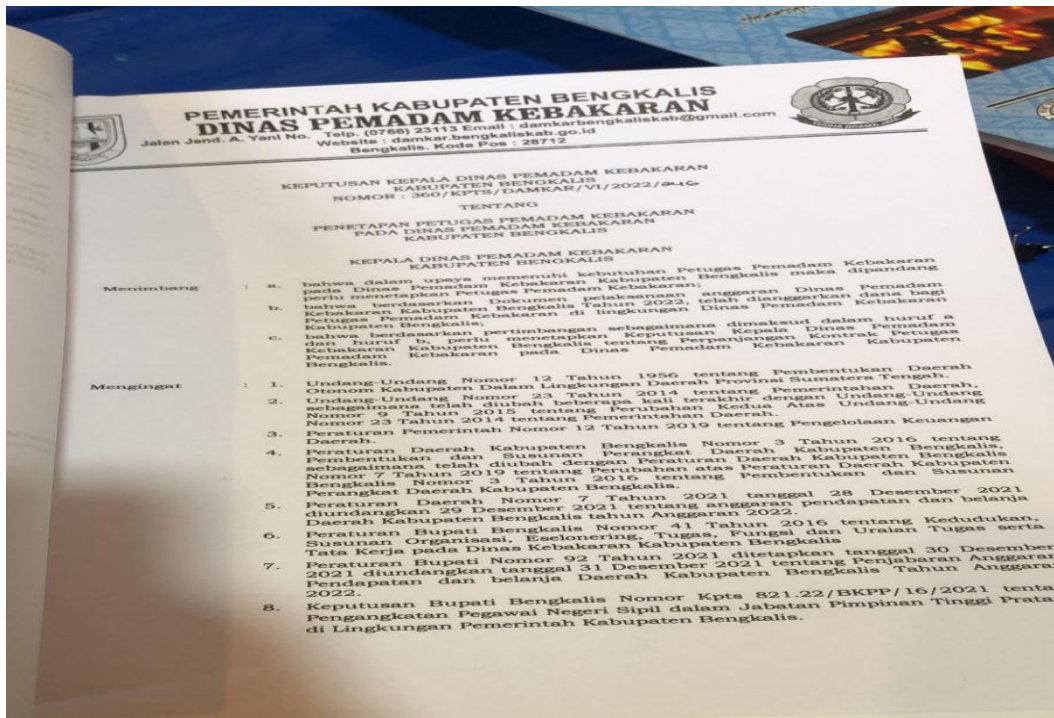 PEMERINTAH KABUPATEN BENGKALIS
DINAS PEMADAM KEBAKARAN
Jalan Jend. A. Yani No. Telp. (0766) 23113 Email : damkarbengkaliskab@gmail.com
Website : damkar.bengkaliskab.go.id
Bengkalis. Kode Pos : 28712
KEPUTUSAN KEPALA DINAS PEMADAM KEBAKARAN
KABUPATEN BENGKALIS
NOMOR : 360/KPTS/DAMKAR/VI/2022/246
TENTANG
PENETAPAN PETUGAS PEMADAM KEBAKARAN
PADA DINAS PEMADAM KEBAKARAN
KABUPATEN BENGKALIS
KEPALA DINAS PEMADAM KEBAKARAN
KABUPATEN BENGKALIS
Menimbang : a. bahwa dalam upaya memenuhi kebutuhan Petugas Pemadam Kebakaran
pada Dinas Pemadam Kebakaran Kabupaten Bengkalis maka dipandang
perlu menetapkan Petugas Pemadam Kebakaran;
b. bahwa berdasarkan Dokumen pelaksanaan anggaran Dinas Pemadam
Kebakaran Kabupaten Bengkalis Tahun 2022, telah dianggarkan dana bagi
Petugas Pemadam Kebakaran di lingkungan Dinas Pemadam Kebakaran
Kabupaten Bengkalis;
c. bahwa berdasarkan pertimbangan sebagaimana dimaksud dalam huruf a
dan huruf b, perlu menetapkan Keputusan Kepala Dinas Pemadam
Kebakaran Kabupaten Bengkalis tentang Perpanjangan Kontrak Petugas
Pemadam Kebakaran pada Dinas Pemadam Kebakaran Kabupaten
Bengkalis.
Mengingat : 1. Undang-Undang Nomor 12 Tahun 1956 tentang Pembentukan Daerah
Otonom Kabupaten Dalam Lingkungan Daerah Provinsi Sumatera Tengah.
2. Undang-Undang Nomor 23 Tahun 2014 tentang Pemerintahan Daerah,
sebagaimana telah diubah beberapa kali terakhir dengan Undang-Undang
Nomor 9 Tahun 2015 tentang Perubahan Kedua Atas Undang-Undang
Nomor 23 Tahun 2014 tentang Pemerintahan Daerah.
3. Peraturan Pemerintah Nomor 12 Tahun 2019 tentang Pengelolaan Keuangan
Daerah.
4. Peraturan Daerah Kabupaten Bengkalis Nomor 3 Tahun 2016 tentang
Pembentukan dan Susunan Perangkat Daerah Kabupaten Bengkalis,
sebagaimana telah diubah dengan Peraturan Daerah Kabupaten Bengkalis
Nomor 7 Tahun 2019 tentang Perubahan atas Peraturan Daerah Kabupaten
Bengkalis Nomor 3 Tahun 2016 tentang Pembentukan dan Susunan
Perangkat Daerah Kabupaten Bengkalis.
5. Peraturan Daerah Nomor 7 Tahun 2021 tanggal 28 Desember 2021
diundangkan 29 Desember 2021 tentang anggaran pendapatan dan belanja
Daerah Kabupaten Bengkalis tahun Anggaran 2022.
6. Peraturan Bupati Bengkalis Nomor 41 Tahun 2016 tentang Kedudukan,
Susunan Organisasi, Eselonering, Tugas, Fungsi dan Uraian Tugas serta
Tata Kerja pada Dinas Kebakaran Kabupaten Bengkalis
7. Peraturan Bupati Nomor 92 Tahun 2021 ditetapkan tanggal 30 Desember
2021 diundangkan tanggal 31 Desember 2021 tentang Penjabaran Anggaran
Pendapatan dan belanja Daerah Kabupaten Bengkalis Tahun Anggara
2022.
8. Keputusan Bupati Bengkalis Nomor Kpts 821.22/BKPP/16/2021 tenta
Pengangkatan Pegawai Negeri Sipil dalam Jabatan Pimpinan Tinggi Prata
di Lingkungan Pemerintah Kabupaten Bengkalis.